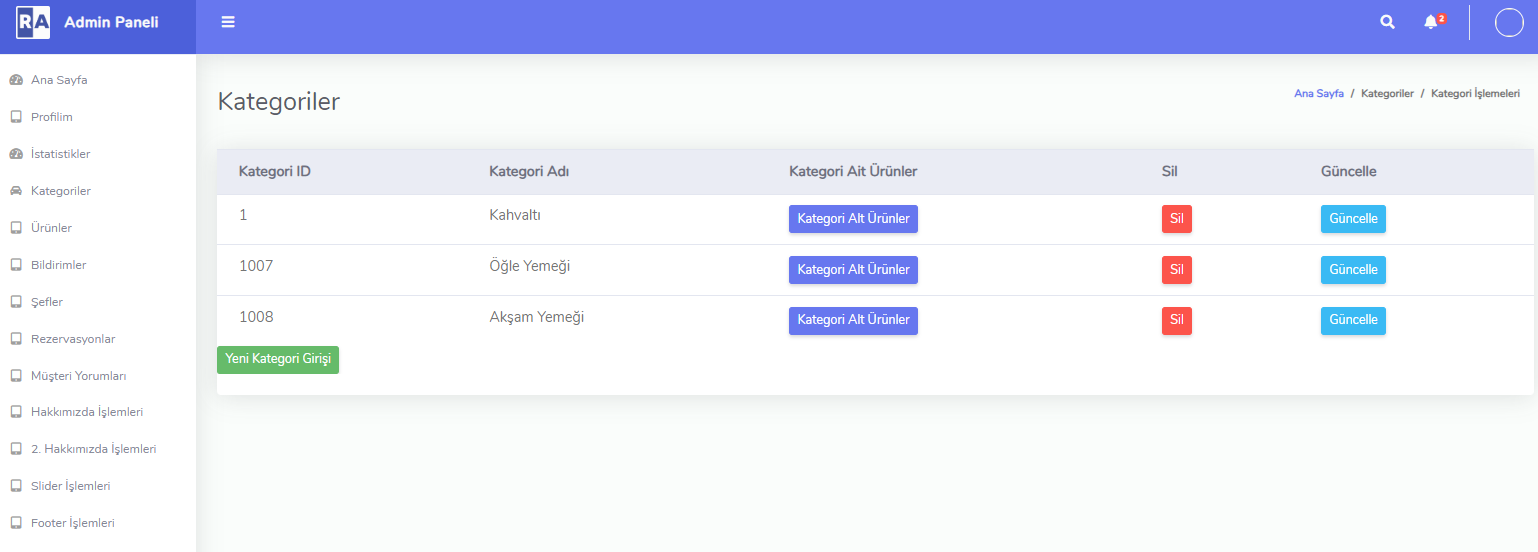 RA Admin Paneli
2
Ana Sayfa
Profilim
İstatistikler
Kategoriler
Ürünler
Bildirimler
Şefler
Rezervasyonlar
Müşteri Yorumları
Hakkımızda İşlemleri
2. Hakkımızda İşlemleri
Slider İşlemleri
Footer İşlemleri
Kategoriler
Ana Sayfa / Kategoriler / Kategori İşlemeleri
Kategori ID Kategori Adı Kategori Ait Ürünler Sil Güncelle
1 Kahvaltı Kategori Alt Ürünler Sil Güncelle
1007 Öğle Yemeği Kategori Alt Ürünler Sil Güncelle
1008 Akşam Yemeği Kategori Alt Ürünler Sil Güncelle
Yeni Kategori Girişi